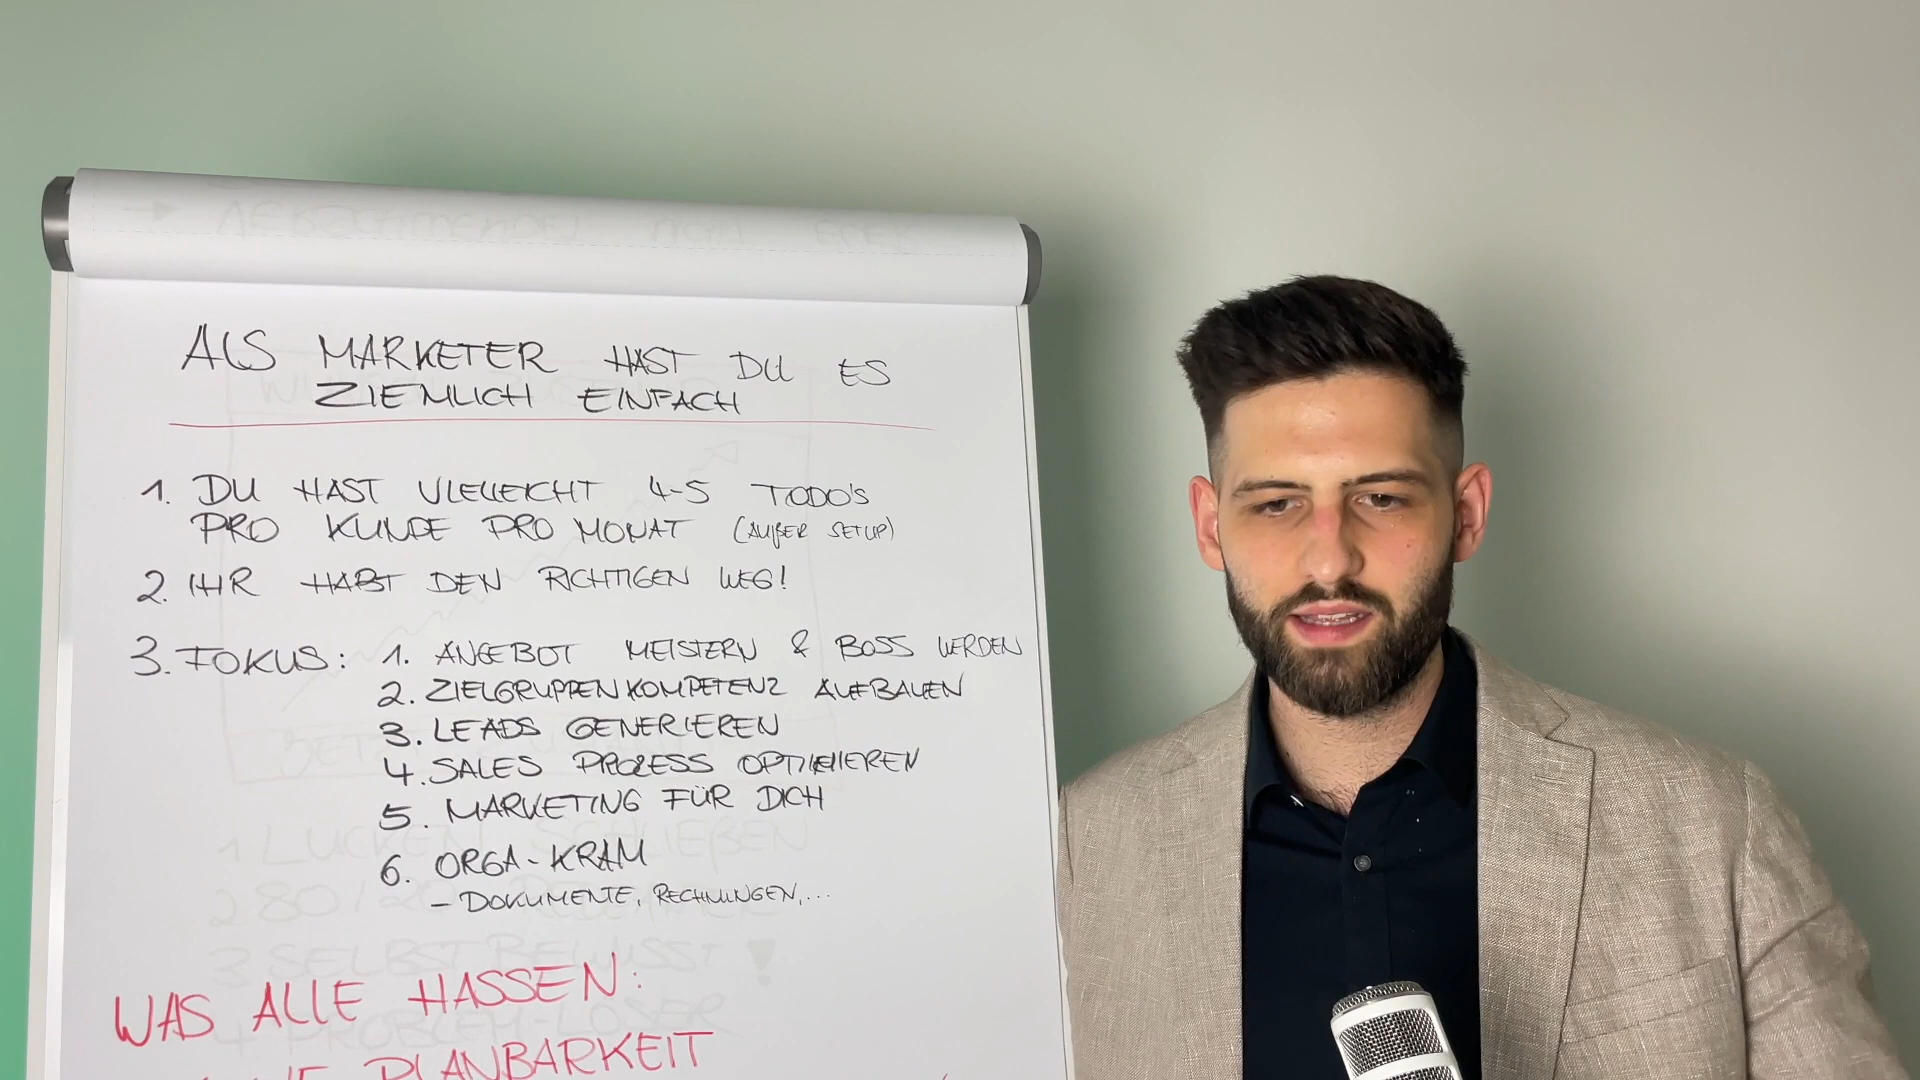 ALS MARKETER HAST DU ES
ZIEMLICH EINFACH
1. DU HAST VIELLEICHT 4-5 TODO'S
PRO KUNDE PRO MONAT (AUßER SETUP)
2. IHR HABT DEN RICHTIGEN WEG!
3. FOKUS: 1. ANGEBOT MEISTERN & BOSS WERDEN
2. ZIELGRUPPENKOMPETENZ AUFBAUEN
3. LEADS GENERIEREN
4. SALES PROZESS OPTIMIEREN
5. MARKETING FÜR DICH
6. ORGA-KRAM
- DOKUMENTE, RECHNUNGEN,...
WAS ALLE HASSEN:
PLANBARKEIT